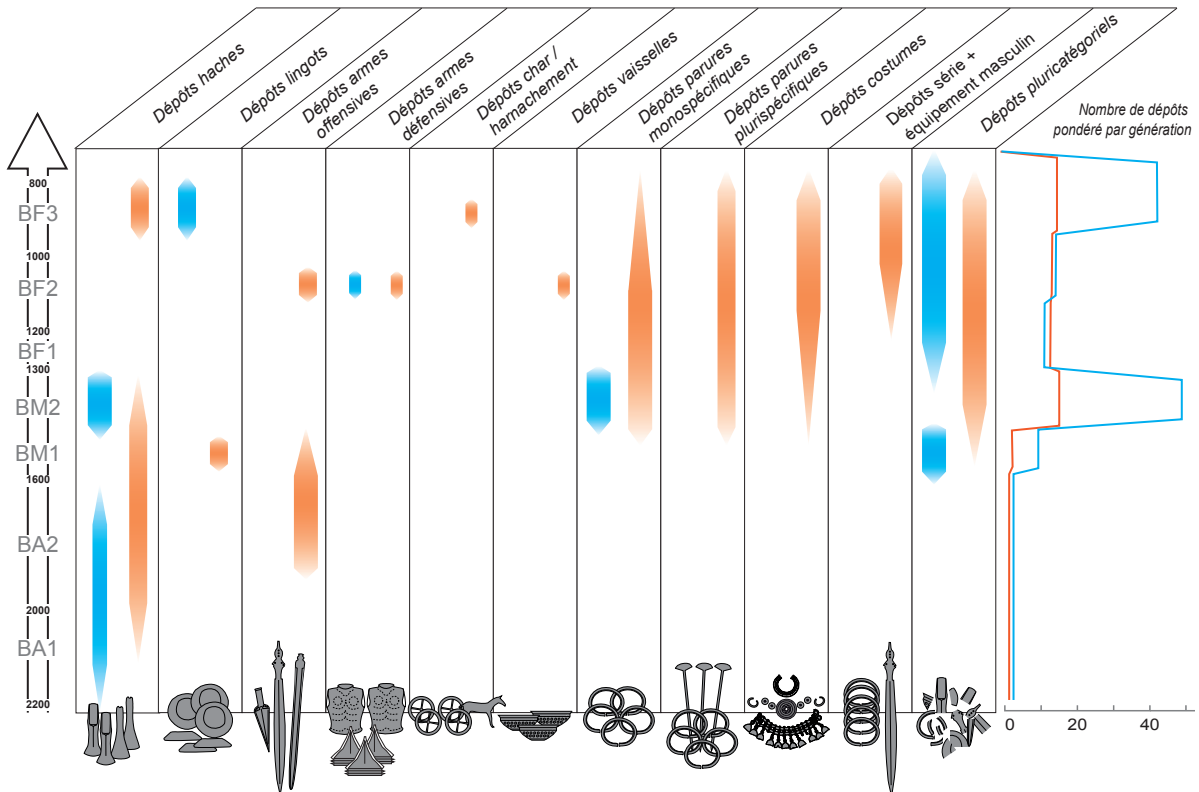 Dépôts haches
Dépôts lingots
Dépôts armes
offensives
Dépôts armes
défensives
Dépôts char /
harnachement
Dépôts vaisselles
Dépôts parures
monospécifiques
Dépôts parures
plurispécifiques
Dépôts costumes
Dépôts série +
équipement masculin
Dépôts pluricatégoriels
Nombre de dépôts
pondéré par génération
800
BF3
1000
BF2
1200
BF1
1300
BM2
BM1
1600
BA2
2000
BA1
2200
0 20 40